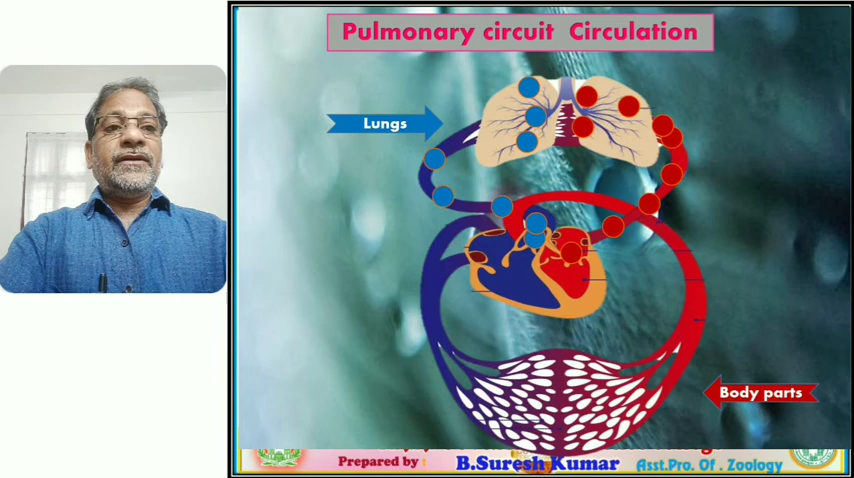 Pulmonary circuit Circulation
Lungs
Body parts
Prepared by :
B.Suresh Kumar
Asst.Pro. Of . Zoology